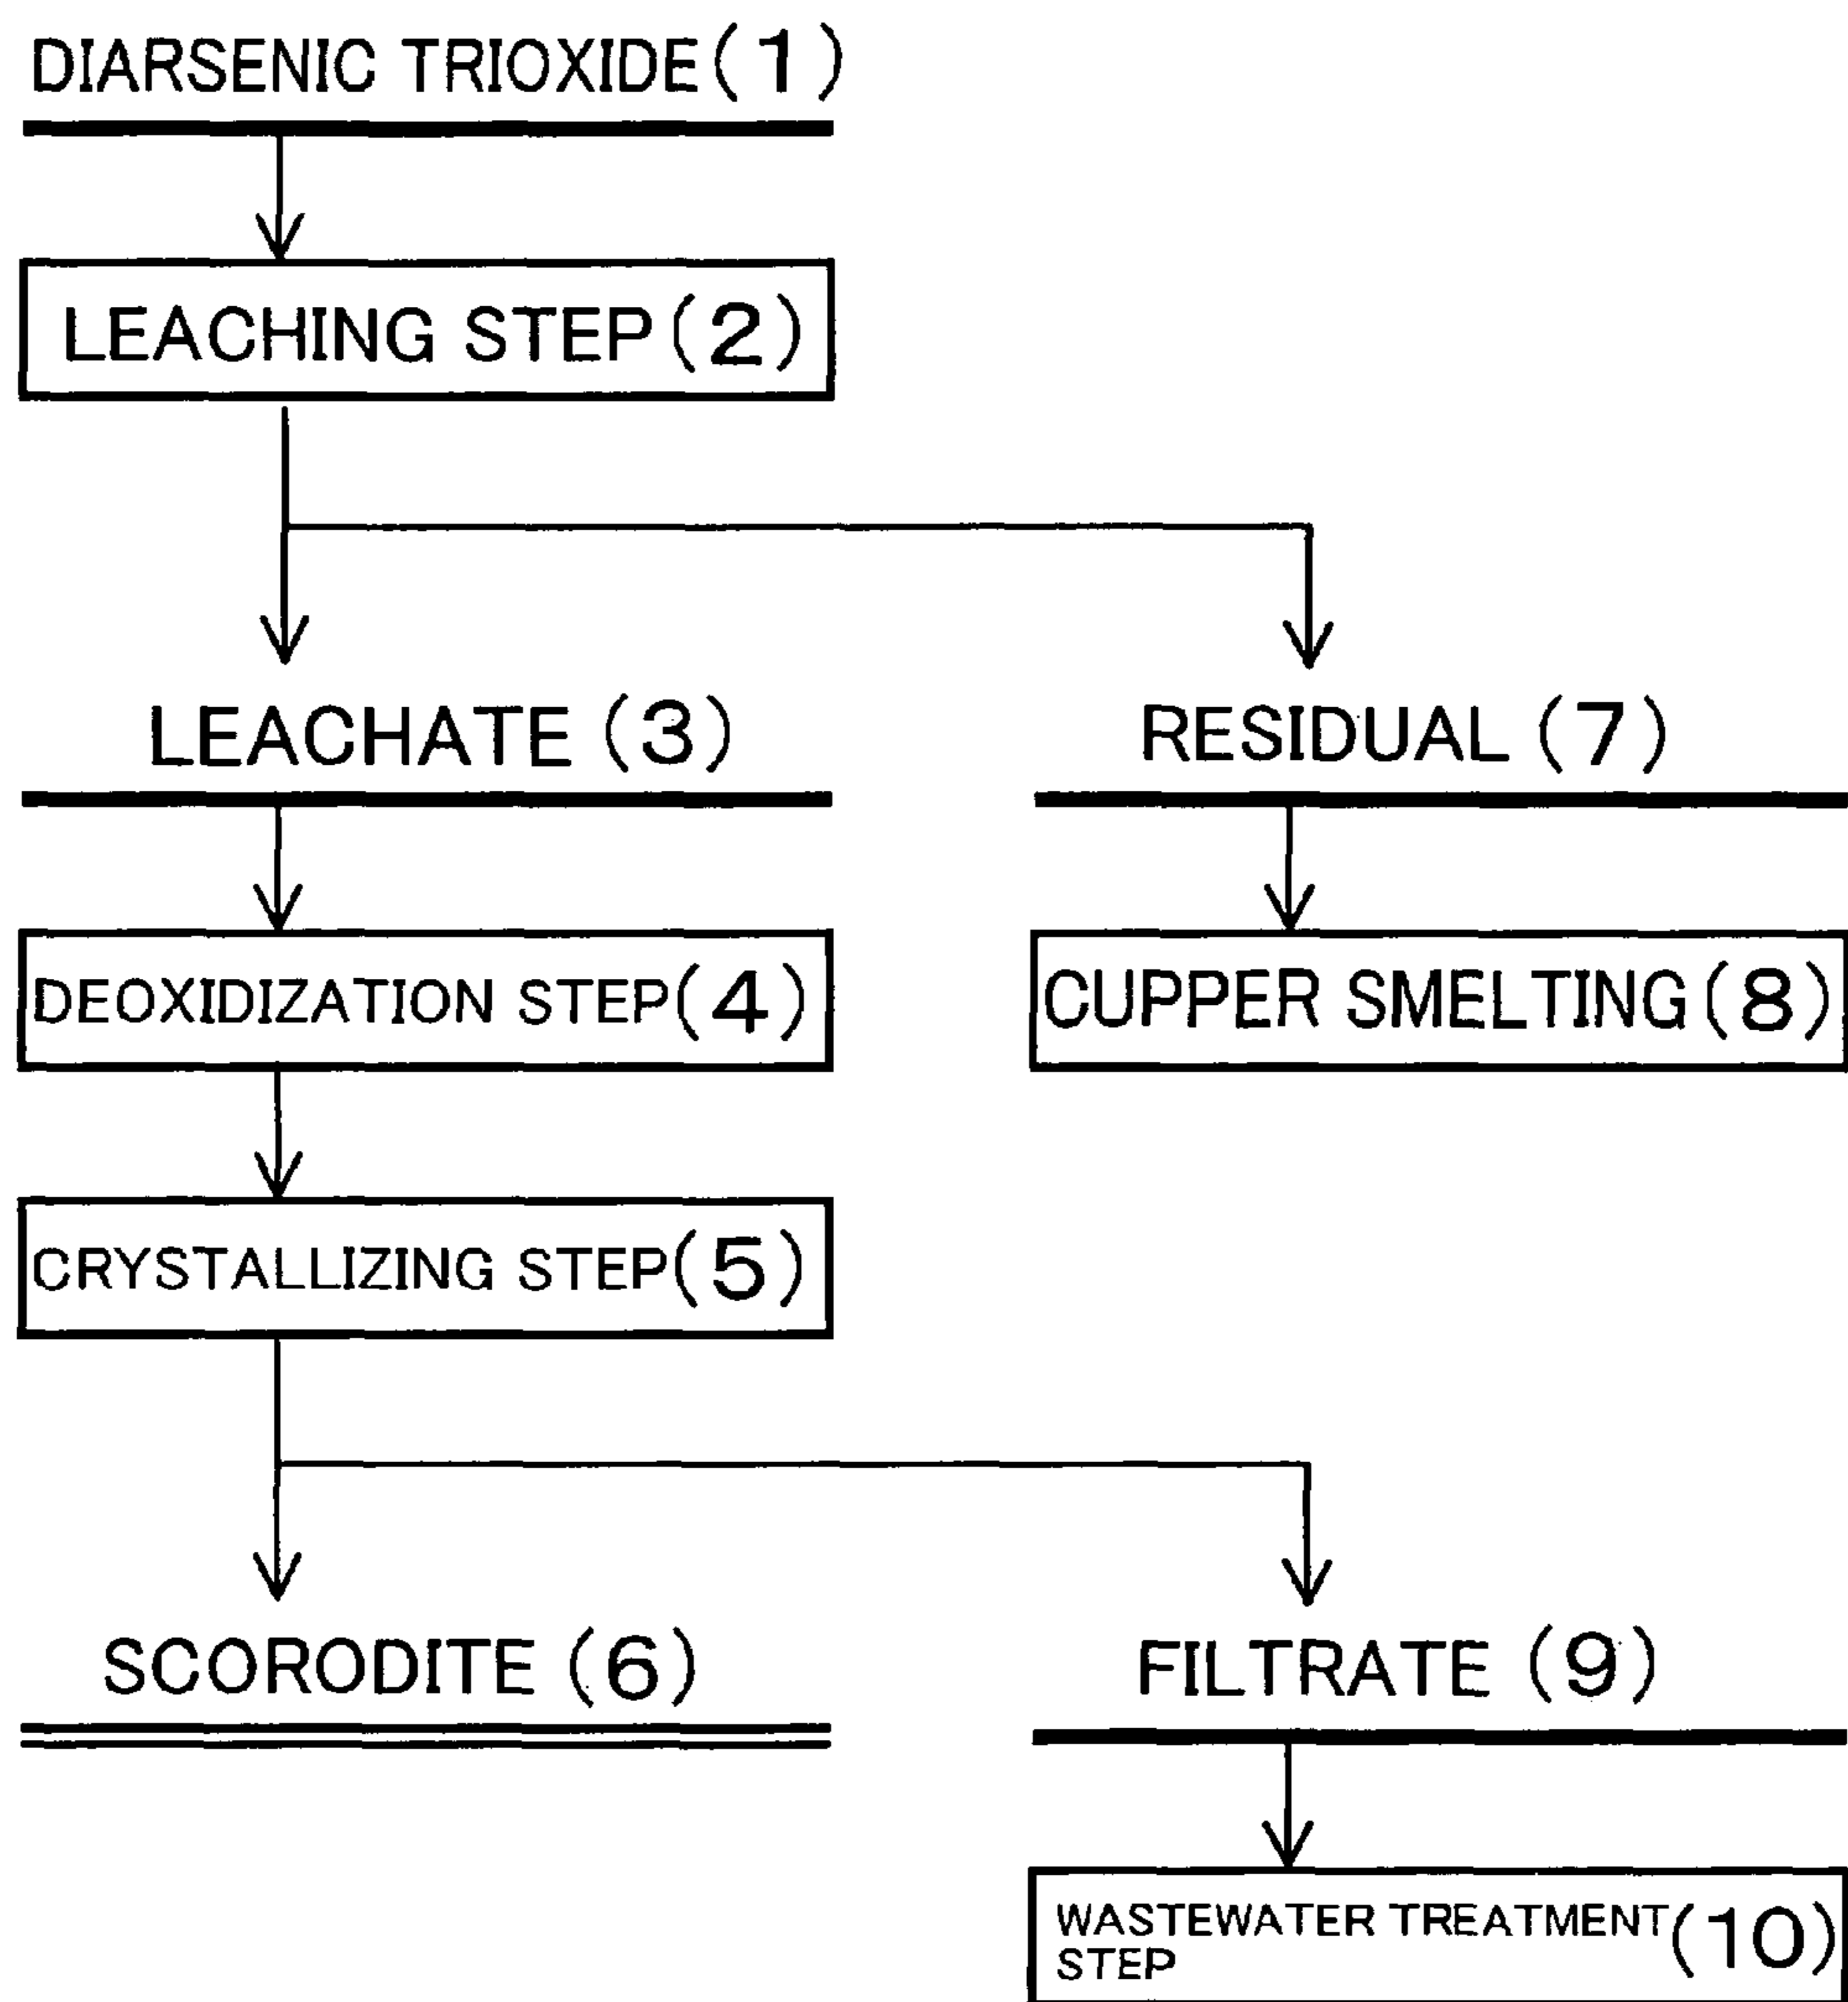 DIARSENIC TRIOXIDE(1)
LEACHING STEP(2)
LEACHATE (3)
RESIDUAL (7)
DEOXIDIZATION STEP(4)
CUPPER SMELTING(8)
CRYSTALLIZING STEP(5)
SCORODITE (6)
FILTRATE (9)
WASTEWATER TREATMENT(10)
STEP